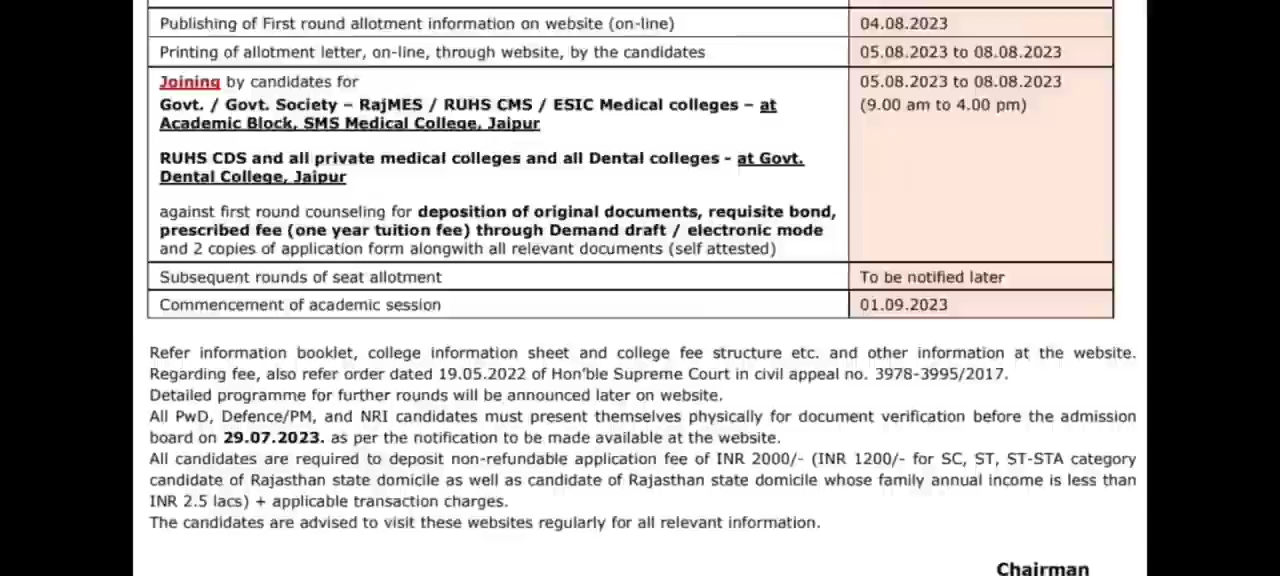 Publishing of First round allotment information on website (on-line) 04.08.2023
Printing of allotment letter, on-line, through website, by the candidates 05.08.2023 to 08.08.2023
Joining by candidates for 05.08.2023 to 08.08.2023
Govt. / Govt. Society – RajMES / RUHS CMS / ESIC Medical colleges – at (9.00 am to 4.00 pm)
Academic Block, SMS Medical College, Jaipur
RUHS CDS and all private medical colleges and all Dental colleges - at Govt.
Dental College, Jaipur
against first round counseling for deposition of original documents, requisite bond,
prescribed fee (one year tuition fee) through Demand draft / electronic mode
and 2 copies of application form alongwith all relevant documents (self attested)
Subsequent rounds of seat allotment To be notified later
Commencement of academic session 01.09.2023
Refer information booklet, college information sheet and college fee structure etc. and other information at the website.
Regarding fee, also refer order dated 19.05.2022 of Hon'ble Supreme Court in civil appeal no. 3978-3995/2017.
Detailed programme for further rounds will be announced later on website.
All PwD, Defence/PM, and NRI candidates must present themselves physically for document verification before the admission
board on 29.07.2023. as per the notification to be made available at the website.
All candidates are required to deposit non-refundable application fee of INR 2000/- (INR 1200/- for SC, ST, ST-STA category
candidate of Rajasthan state domicile as well as candidate of Rajasthan state domicile whose family annual income is less than
INR 2.5 lacs) + applicable transaction charges.
The candidates are advised to visit these websites regularly for all relevant information.
Chairman